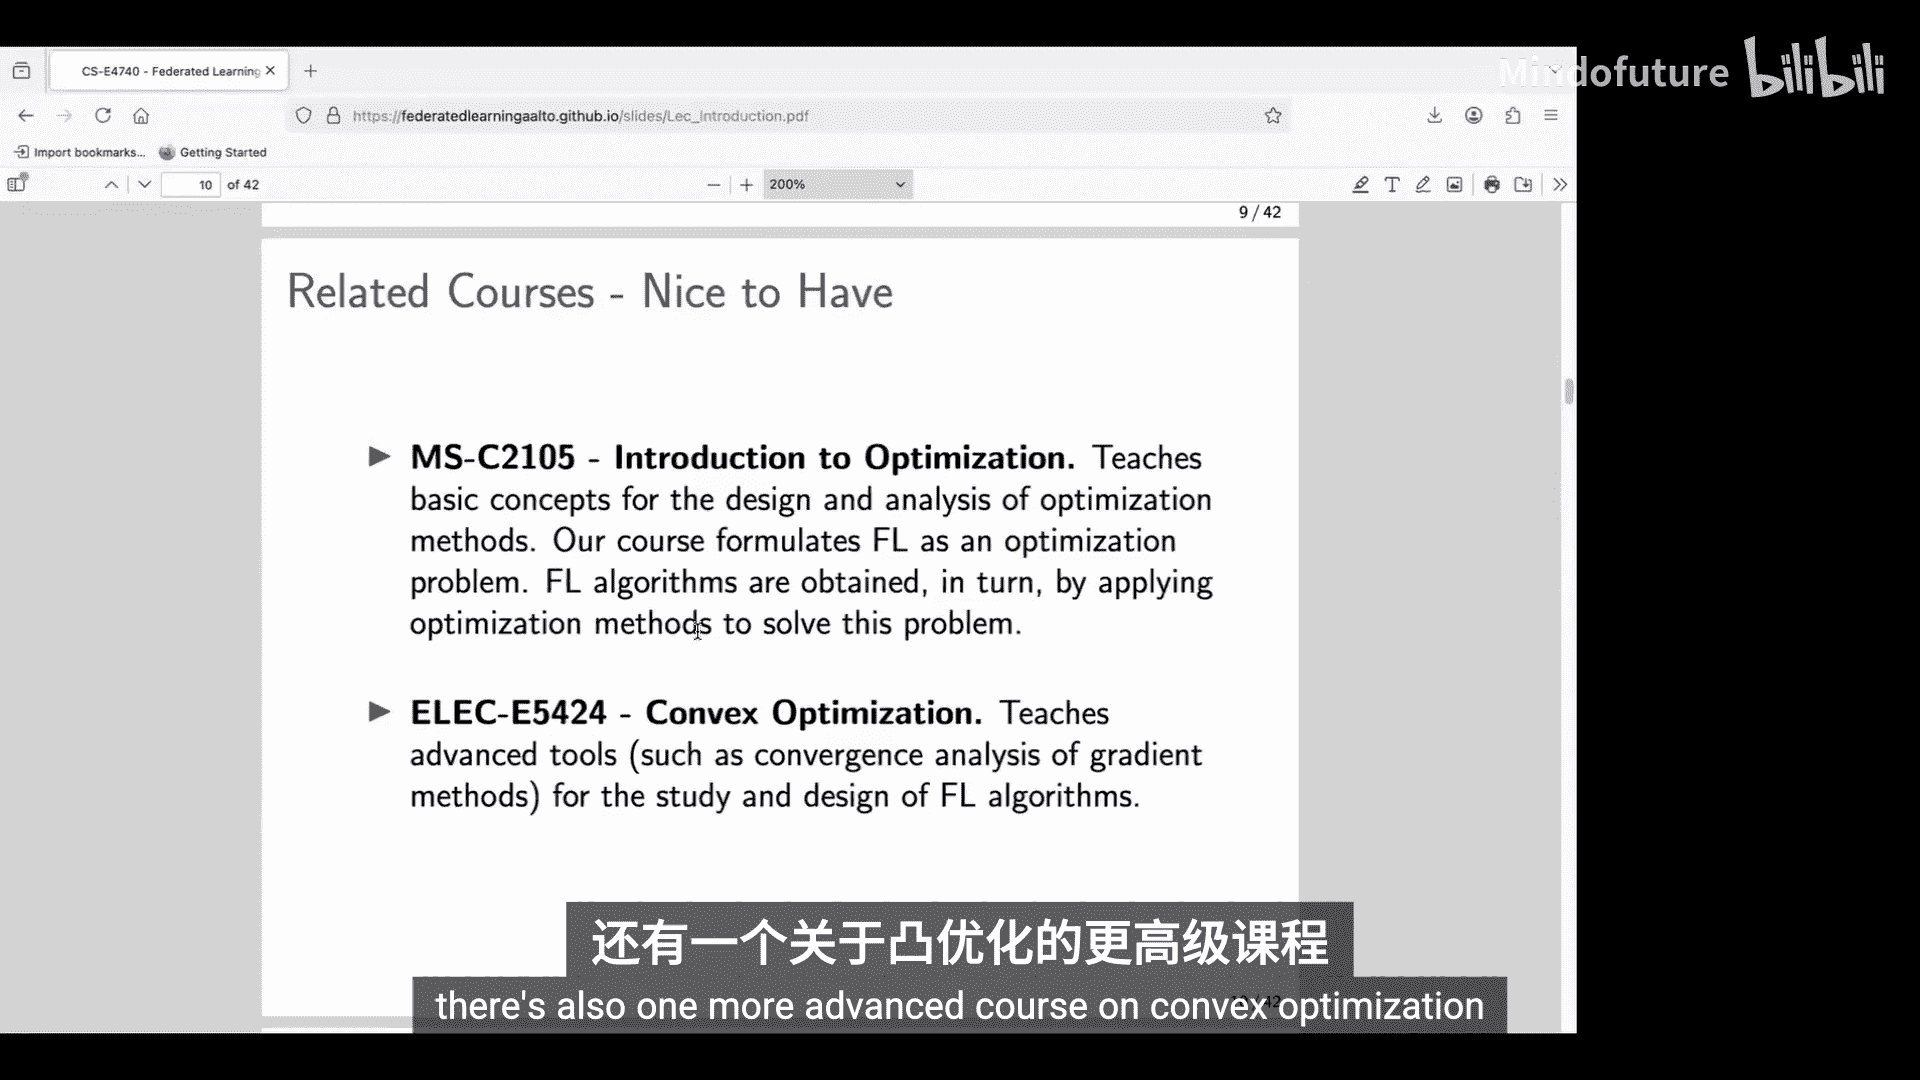 CS-E4740 - Federated Learning
Mindofuture bilibili
https://federatedlearningaalto.github.io/slides/Lec_Introduction.pdf
Import bookmarks... Getting Started
10 of 42 200%
9 / 42
Related Courses - Nice to Have
MS-C2105 - Introduction to Optimization. Teaches
basic concepts for the design and analysis of optimization
methods. Our course formulates FL as an optimization
problem. FL algorithms are obtained, in turn, by applying
optimization methods to solve this problem.
ELEC-E5424 - Convex Optimization. Teaches
advanced tools (such as convergence analysis of gradient
methods) for the study and design of FL algorithms.
还有一个关于凸优化的更高级课程
there's also one more advanced course on convex optimization